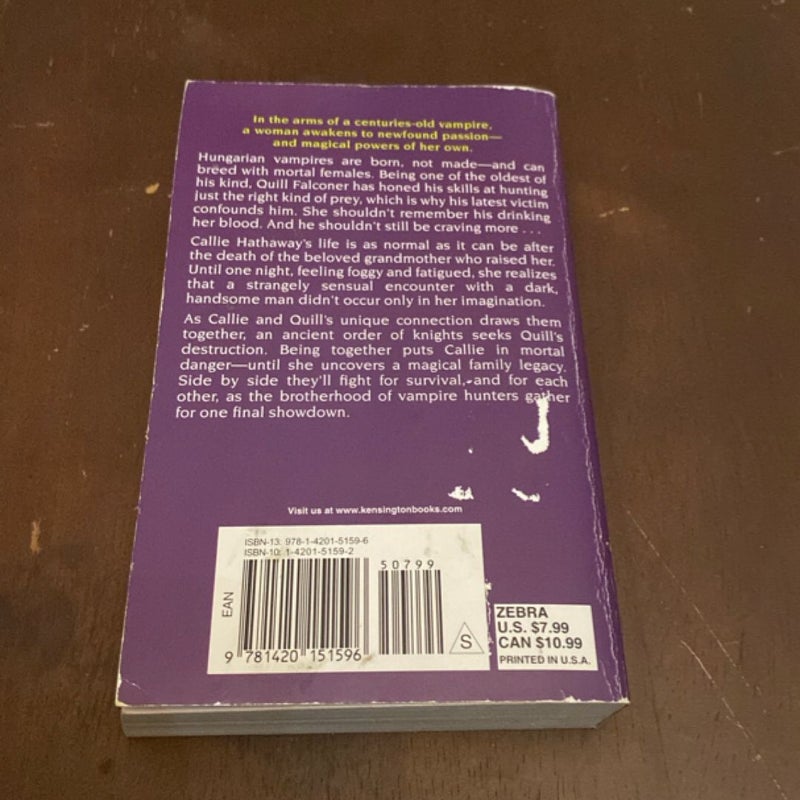 In the arms of a centuries-old vampire,
a woman awakens to newfound passion—
and magical powers of her own.
Hungarian vampires are born, not made—and can
breed with mortal females. Being one of the oldest of
his kind, Quill Falconer has honed his skills at hunting
just the right kind of prey, which is why his latest victim
confounds him. She shouldn't remember his drinking
her blood. And he shouldn't still be craving more . . .
Callie Hathaway's life is as normal as it can be after
the death of the beloved grandmother who raised her.
Until one night, feeling foggy and fatigued, she realizes
that a strangely sensual encounter with a dark,
handsome man didn't occur only in her imagination.
As Callie and Quill's unique connection draws them
together, an ancient order of knights seeks Quill's
destruction. Being together puts Callie in mortal
danger—until she uncovers a magical family legacy.
Side by side they'll fight for survival, and for each
other, as the brotherhood of vampire hunters gather
for one final showdown.
Visit us at www.kensingtonbooks.com
ISBN-13: 978-1-4201-5159-6
ISBN-10: 1-4201-5159-2
50799
EAN
9 781420 151596
S
ZEBRA
U.S. $7.99
CAN $10.99
PRINTED IN U.S.A.